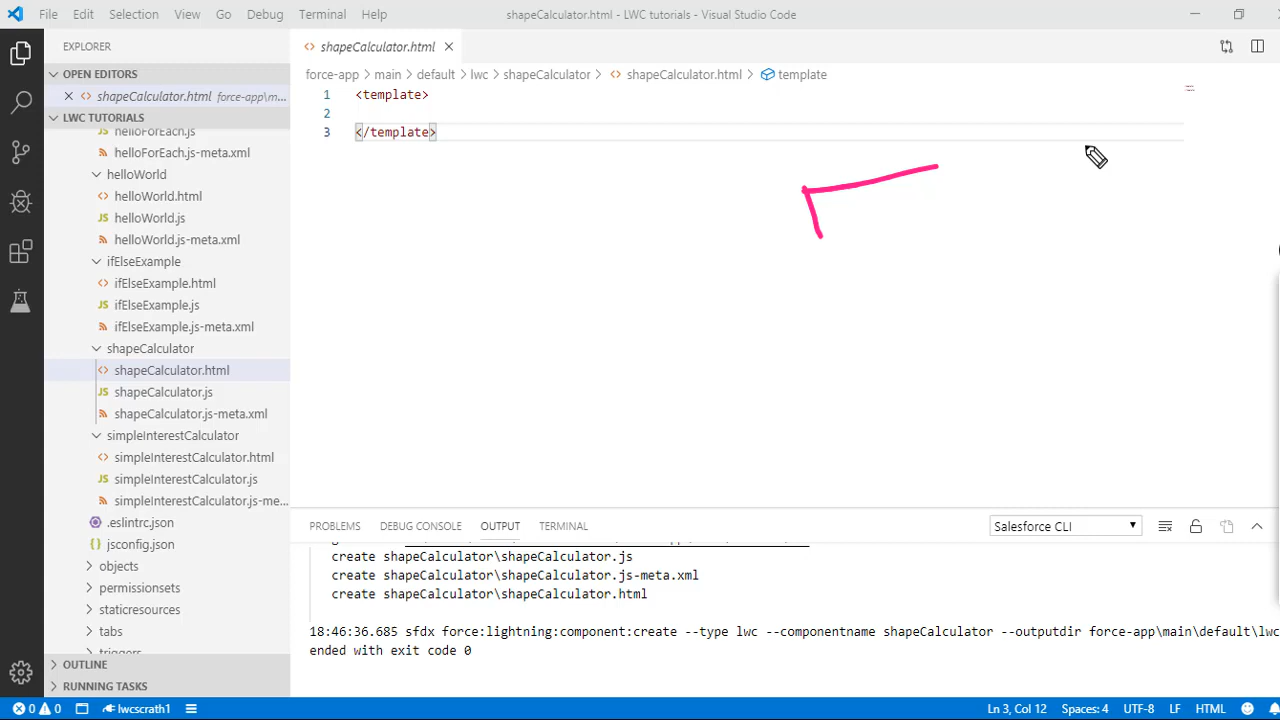 File Edit Selection View Go Debug Terminal Help shapeCalculator.html - LWC tutorials - Visual Studio Code
EXPLORER
shapeCalculator.html
OPEN EDITORS
shapeCalculator.html force-app\m...
force-app > main > default > lwc > shapeCalculator > shapeCalculator.html > template
LWC TUTORIALS
1 <template>
2
3 </template>
helloForEach.js
helloForEach.js-meta.xml
helloWorld
helloWorld.html
helloWorld.js
helloWorld.js-meta.xml
ifElseExample
ifElseExample.html
JS ifElseExample.js
ifElseExample.js-meta.xml
shapeCalculator
shapeCalculator.html
JS shapeCalculator.js
shapeCalculator.js-meta.xml
simpleInterestCalculator
simpleInterestCalculator.html
JS simpleInterestCalculator.js
simpleInterestCalculator.js-me...
.eslintrc.json
{} jsconfig.json
objects
permissionsets
staticresources
tabs
triggers
OUTLINE
RUNNING TASKS
PROBLEMS DEBUG CONSOLE OUTPUT TERMINAL Salesforce CLI
create shapeCalculator\shapeCalculator.js
create shapeCalculator\shapeCalculator.js-meta.xml
create shapeCalculator\shapeCalculator.html
18:46:36.685 sfdx force:lightning:component:create --type lwc --componentname shapeCalculator --outputdir force-app\main\default\lwc
ended with exit code 0
0 0 lwcscrath1 Ln 3, Col 12 Spaces: 4 UTF-8 LF HTML